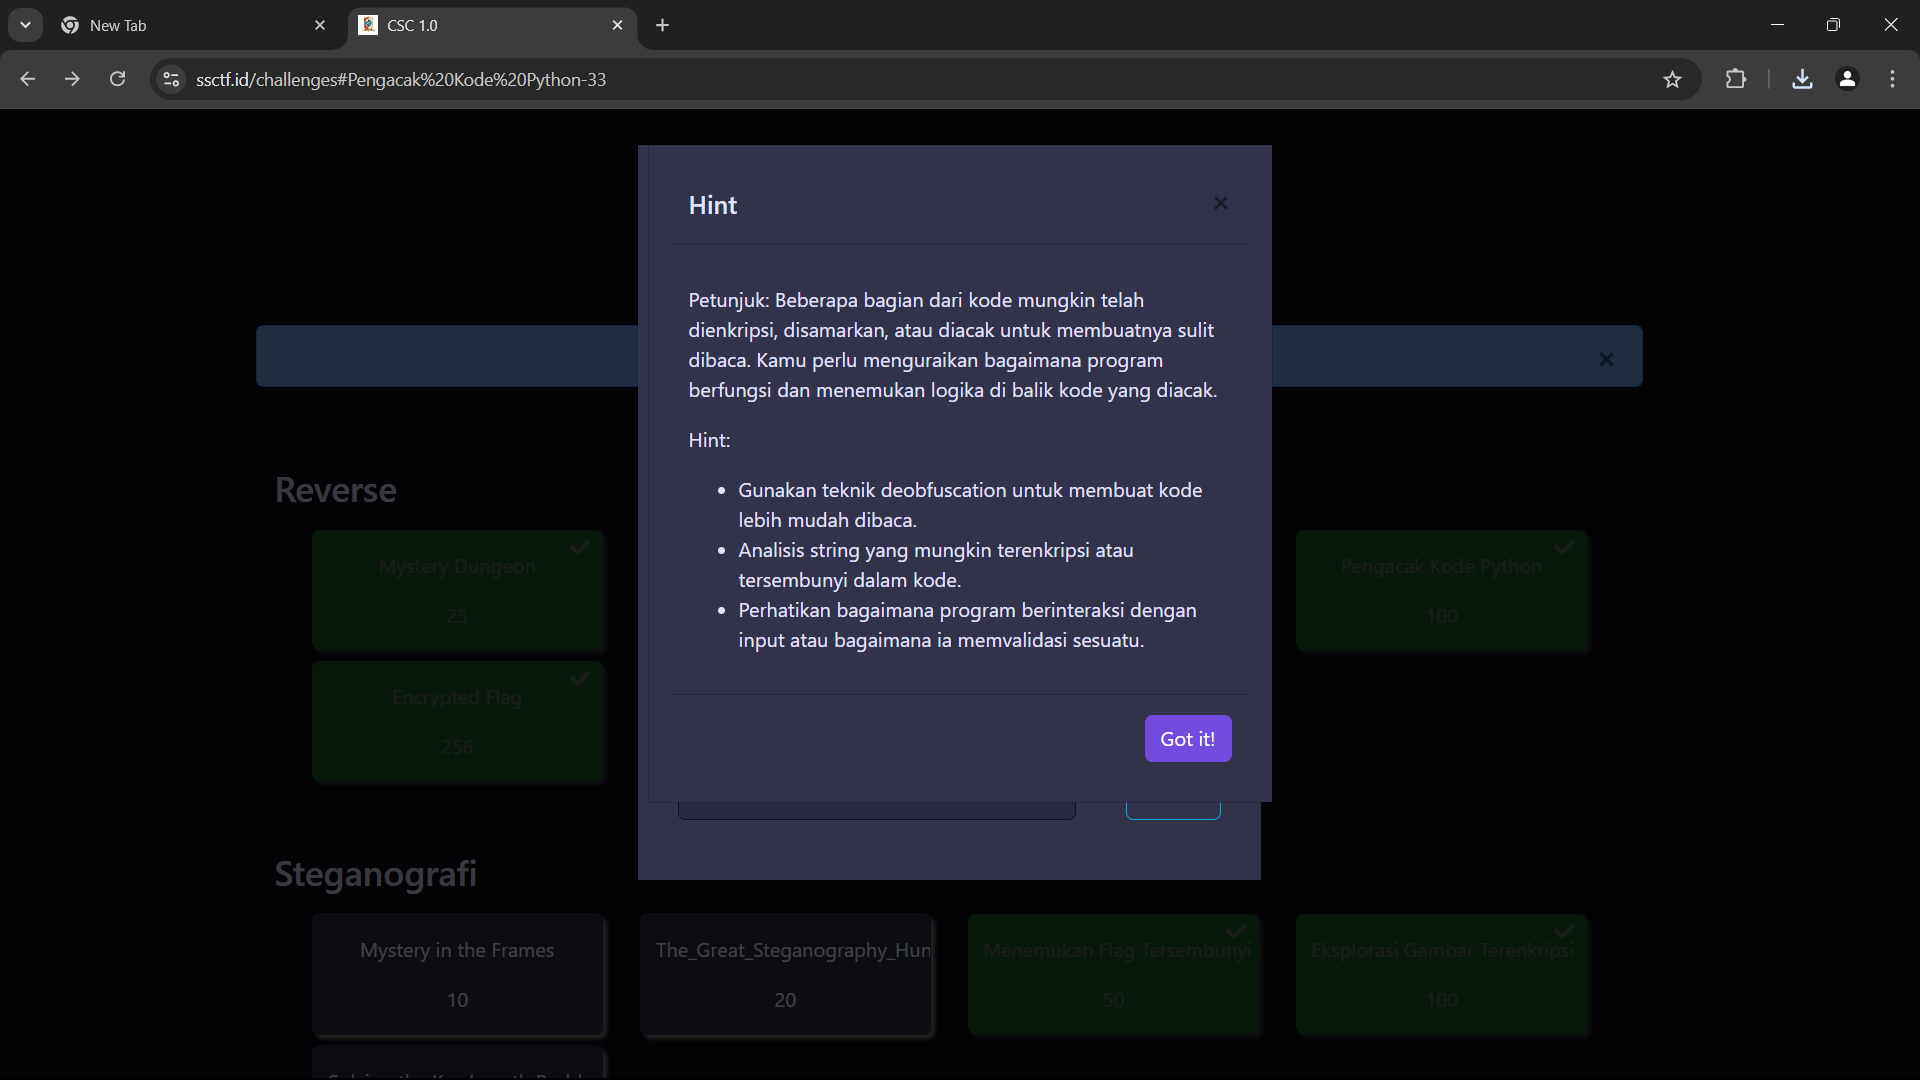 New Tab
CSC 1.0
ssctf.id/challenges#Pengacak%20Kode%20Python-33
Hint
Petunjuk: Beberapa bagian dari kode mungkin telah
dienkripsi, disamarkan, atau diacak untuk membuatnya sulit
dibaca. Kamu perlu menguraikan bagaimana program
berfungsi dan menemukan logika di balik kode yang diacak.
Hint:
• Gunakan teknik deobfuscation untuk membuat kode
lebih mudah dibaca.
• Analisis string yang mungkin terenkripsi atau
tersembunyi dalam kode.
• Perhatikan bagaimana program berinteraksi dengan
input atau bagaimana ia memvalidasi sesuatu.
Got it!
Reverse
Mystery Dungeon
25
Pengacak Kode Python
100
Encrypted Flag
256
Steganografi
Mystery in the Frames
10
The_Great_Steganography_Hun
20
Menemukan Flag Tersembunyi
50
Eksplorasi Gambar Terenkripsi
100